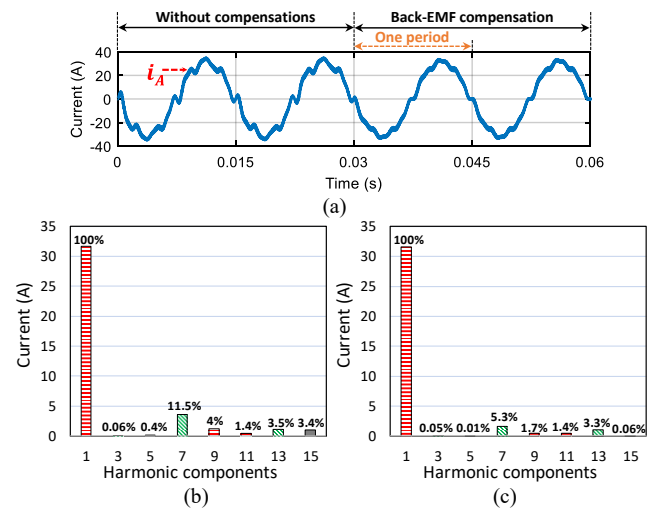 Without compensations Back-EMF compensation
One period
i_A
Current (A)
40
20
0
-20
-40
0 0.015 0.03 0.045 0.06
Time (s)
(a)
Current (A)
35
30
25
20
15
10
5
0
100%
0.06% 0.4% 11.5% 4% 1.4% 3.5% 3.4%
1 3 5 7 9 11 13 15
Harmonic components
(b)
Current (A)
35
30
25
20
15
10
5
0
100%
0.05% 0.01% 5.3% 1.7% 1.4% 3.3% 0.06%
1 3 5 7 9 11 13 15
Harmonic components
(c)